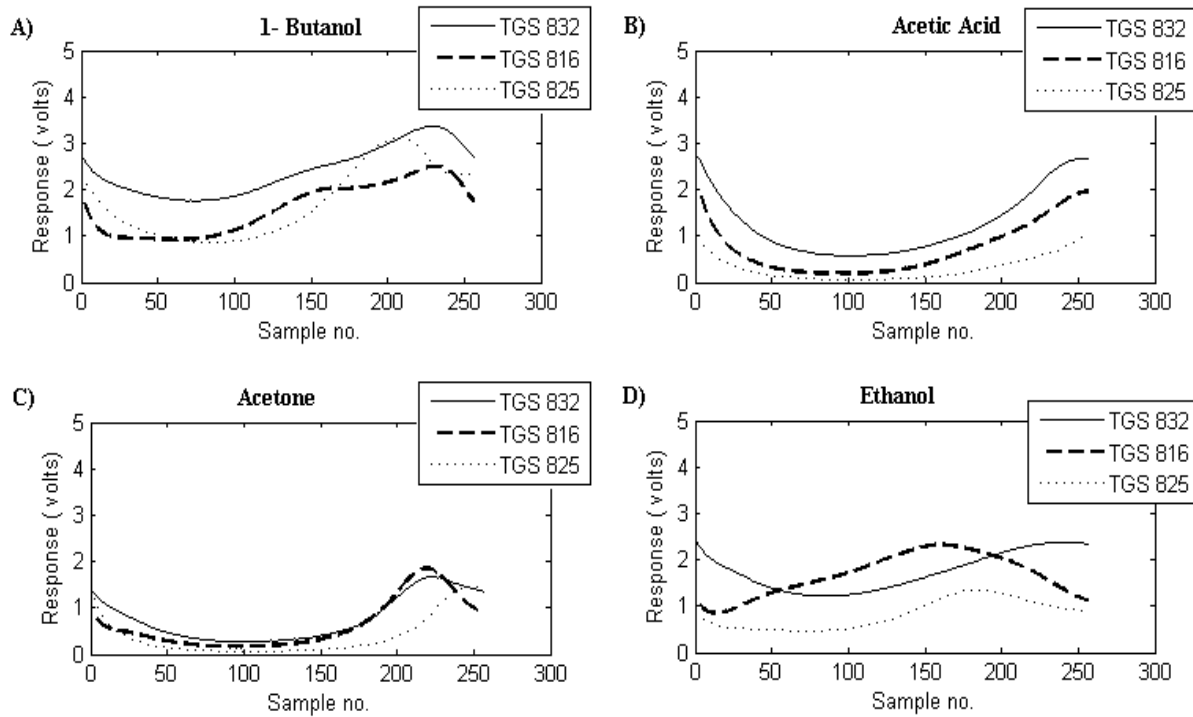 A)
1- Butanol
TGS 832
TGS 816
TGS 825
Response ( volts)
5
4
3
2
1
0
0 50 100 150 200 250 300
Sample no.
B)
Acetic Acid
TGS 832
TGS 816
TGS 825
Response ( volts)
5
4
3
2
1
0
0 50 100 150 200 250 300
Sample no.
C)
Acetone
TGS 832
TGS 816
TGS 825
Response ( volts)
5
4
3
2
1
0
0 50 100 150 200 250 300
Sample no.
D)
Ethanol
TGS 832
TGS 816
TGS 825
Response ( volts)
5
4
3
2
1
0
0 50 100 150 200 250 300
Sample no.